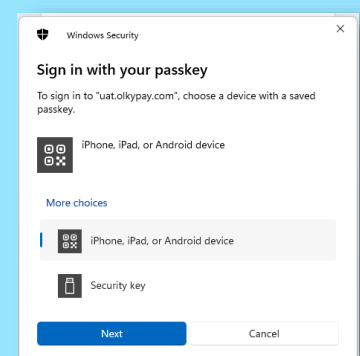 Windows Security
Sign in with your passkey
To sign in to "uat.olkypay.com", choose a device with a saved
passkey.
iPhone, iPad, or Android device
More choices
iPhone, iPad, or Android device
Security key
Next
Cancel